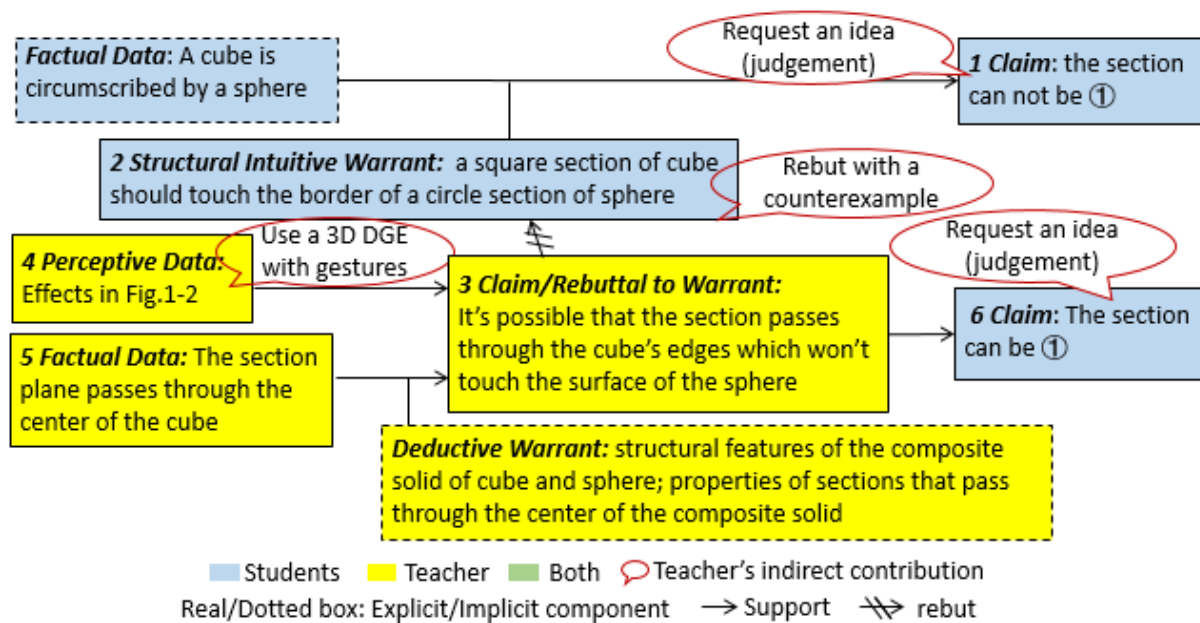 Factual Data: A cube is
circumscribed by a sphere
Request an idea
(judgement)
1 Claim: the section
can not be ①
2 Structural Intuitive Warrant: a square section of cube
should touch the border of a circle section of sphere
Rebut with a
counterexample
4 Perceptive Data:
Effects in Fig.1-2
Use a 3D DGE
with gestures
3 Claim/Rebuttal to Warrant:
It's possible that the section passes
through the cube's edges which won't
touch the surface of the sphere
Request an idea
(judgement)
6 Claim: The section
can be ①
5 Factual Data: The section
plane passes through the
center of the cube
Deductive Warrant: structural features of the composite
solid of cube and sphere; properties of sections that pass
through the center of the composite solid
Students Teacher Both Teacher's indirect contribution
Real/Dotted box: Explicit/Implicit component Support rebut